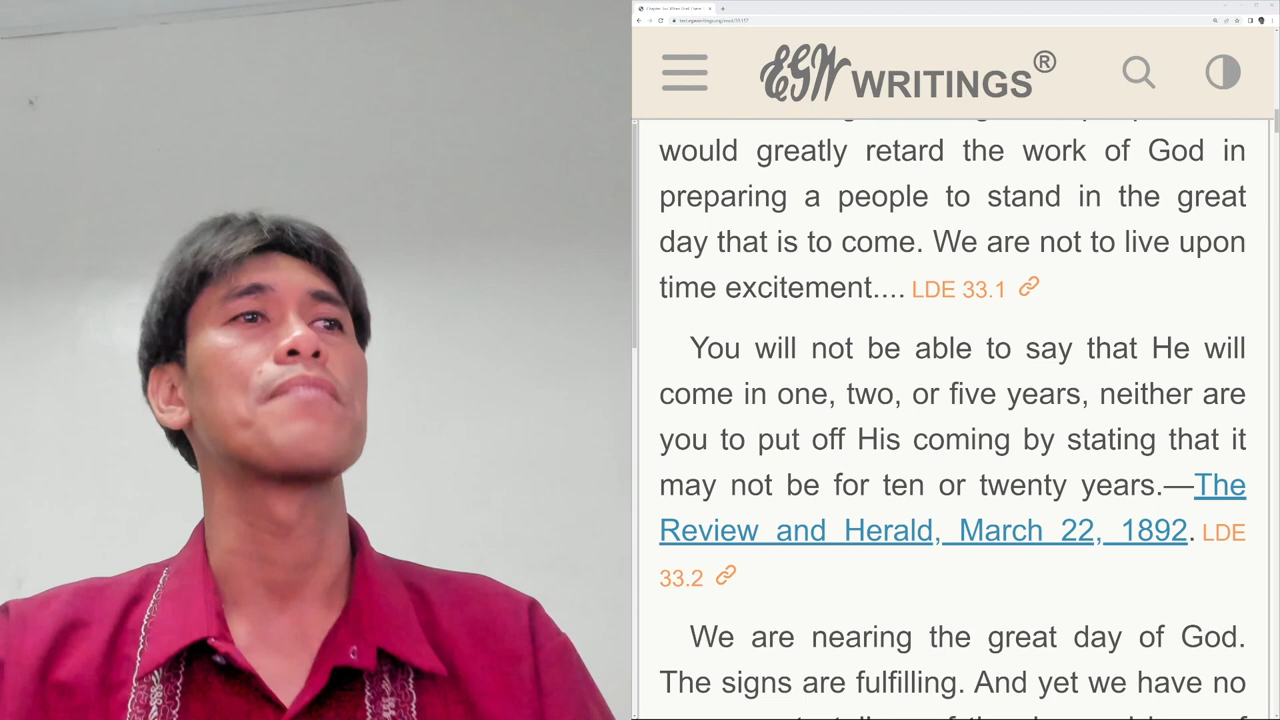 EGW WRITINGS®
would greatly retard the work of God in
preparing a people to stand in the great
day that is to come. We are not to live upon
time excitement.... LDE 33.1
You will not be able to say that He will
come in one, two, or five years, neither are
you to put off His coming by stating that it
may not be for ten or twenty years.—The
Review and Herald, March 22, 1892. LDE
33.2
We are nearing the great day of God.
The signs are fulfilling. And yet we have no